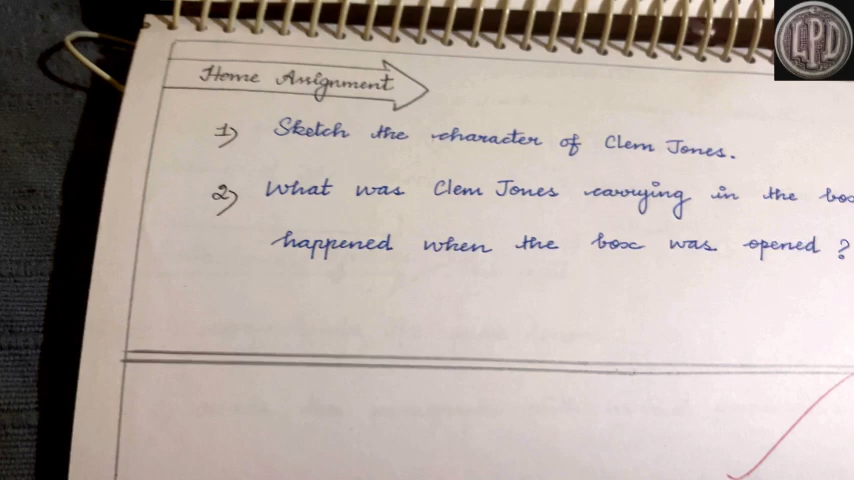 LPD
Home Assignment
1) Sketch the character of Clem Jones.
2) What was Clem Jones carrying in the
happened when the box was opened ?